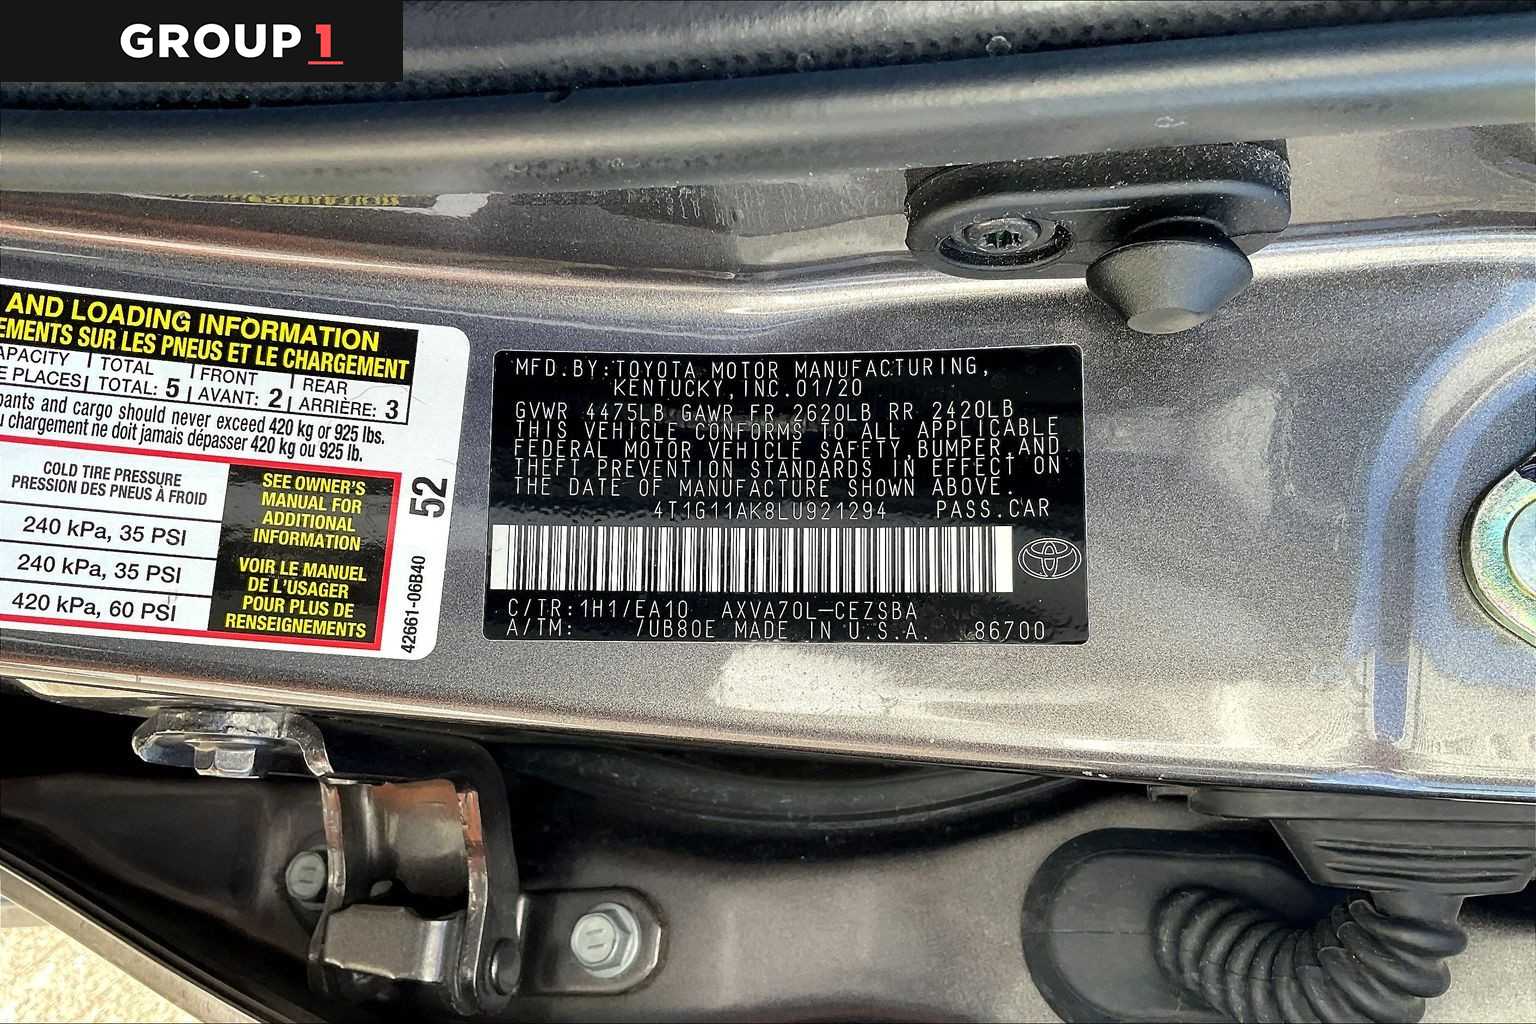 GROUP 1
AND LOADING INFORMATION
EMENTS SUR LES PNEUS ET LE CHARGEMENT
APACITY TOTAL FRONT REAR
E PLACES TOTAL: 5 AVANT: 2 ARRIÈRE: 3
pants and cargo should never exceed 420 kg or 925 lbs.
u chargement ne doit jamais dépasser 420 kg ou 925 lb.
COLD TIRE PRESSURE
PRESSION DES PNEUS À FROID
240 kPa, 35 PSI
240 kPa, 35 PSI
420 kPa, 60 PSI
SEE OWNER'S
MANUAL FOR
ADDITIONAL
INFORMATION
VOIR LE MANUEL
DE L'USAGER
POUR PLUS DE
RENSEIGNEMENTS
52
42661-06B40
MFD.BY:TOYOTA MOTOR MANUFACTURING,
KENTUCKY,INC.01/20
GVWR 4475LB GAWR FR 2620LB RR 2420LB
THIS VEHICLE CONFORMS TO ALL APPLICABLE
FEDERAL MOTOR VEHICLE SAFETY,BUMPER,AND
THEFT PREVENTION STANDARDS IN EFFECT ON
THE DATE OF MANUFACTURE SHOWN ABOVE.
4T1G11AK8LU921294 PASS.CAR
C/TR:1H1/EA10 AXVA70L-CEZSBA
A/TM: /UB80E MADE IN U.S.A. 86700